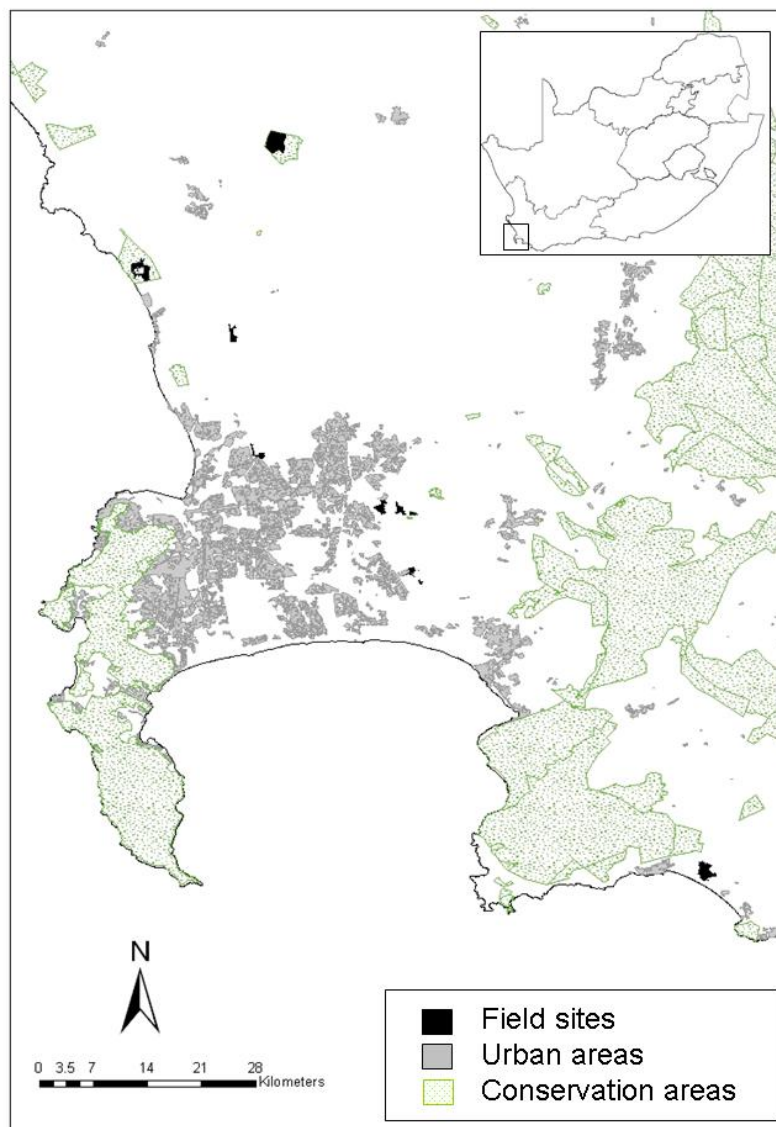 N
0 3.5 7 14 21 28
Kilometers
Field sites
Urban areas
Conservation areas